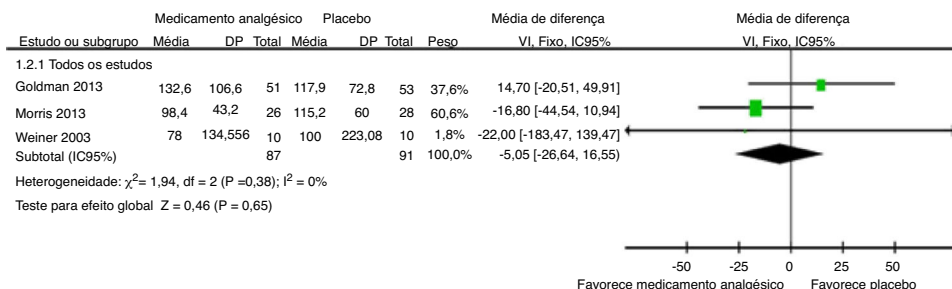 Medicamento analgésico Placebo Média de diferença Média de diferença
Estudo ou subgrupo Média DP Total Média DP Total Peso VI, Fixo, IC95% VI, Fixo, IC95%
1.2.1 Todos os estudos
Goldman 2013 132,6 106,6 51 117,9 72,8 53 37,6% 14,70 [-20,51, 49,91]
Morris 2013 98,4 43,2 26 115,2 60 28 60,6% -16,80 [-44,54, 10,94]
Weiner 2003 78 134,556 10 100 223,08 10 1,8% -22,00 [-183,47, 139,47]
Subtotal (IC95%) 87 91 100,0% -5,05 [-26,64, 16,55]
Heterogeneidade: χ²= 1,94, df = 2 (P =0,38); I² = 0%
Teste para efeito global Z = 0,46 (P = 0,65)
-50 -25 0 25 50
Favorece medicamento analgésico Favorece placebo